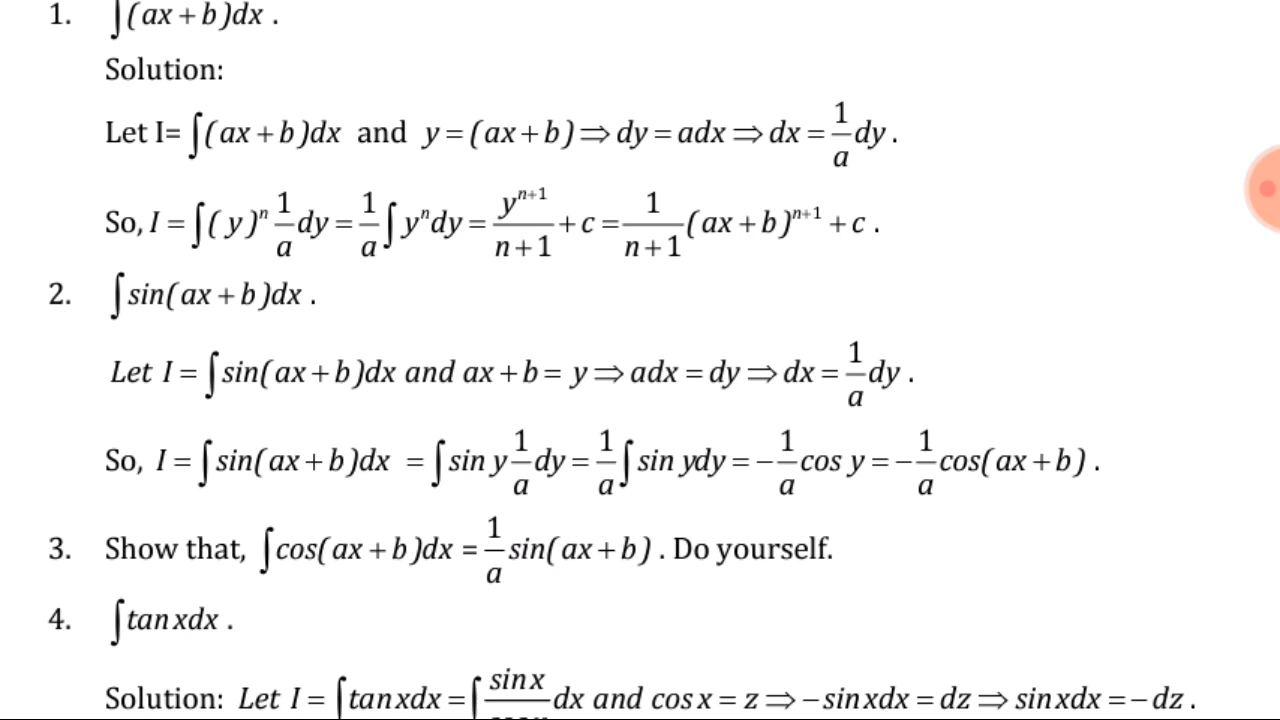 1. ∫(ax+b)dx .
Solution:
Let I= ∫(ax+b)dx and y=(ax+b)⇒dy=adx⇒dx=1/a dy.
So, I=∫(y)ⁿ 1/a dy=1/a ∫yⁿdy=yⁿ⁺¹/n+1 +c=1/n+1 (ax+b)ⁿ⁺¹+c.
2. ∫sin(ax+b)dx .
Let I=∫sin(ax+b)dx and ax+b=y⇒adx=dy⇒dx=1/a dy.
So, I=∫sin(ax+b)dx =∫sin y 1/a dy=1/a ∫sin ydy=-1/a cos y=-1/a cos(ax+b).
3. Show that, ∫cos(ax+b)dx =1/a sin(ax+b). Do yourself.
4. ∫tan xdx .
Solution: Let I=∫tan xdx=∫sin x dx and cos x=z⇒-sin xdx=dz⇒sin xdx=-dz.